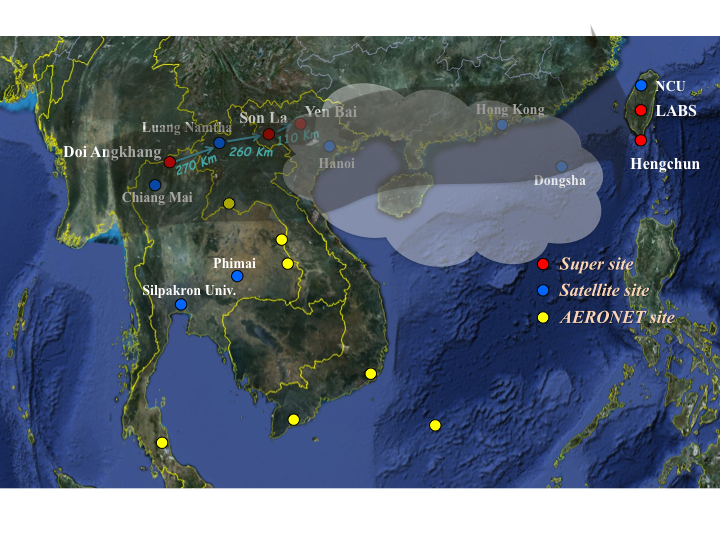 NCU
LABS
Hengchun
Hong Kong
Yen Bai
Son La
Luang Namtha
110 Km
260 Km
270 Km
Doi Angkhang
Hanoi
Dongsha
Chiang Mai
Phimai
Silpakron Univ.
Super site
Satellite site
AERONET site